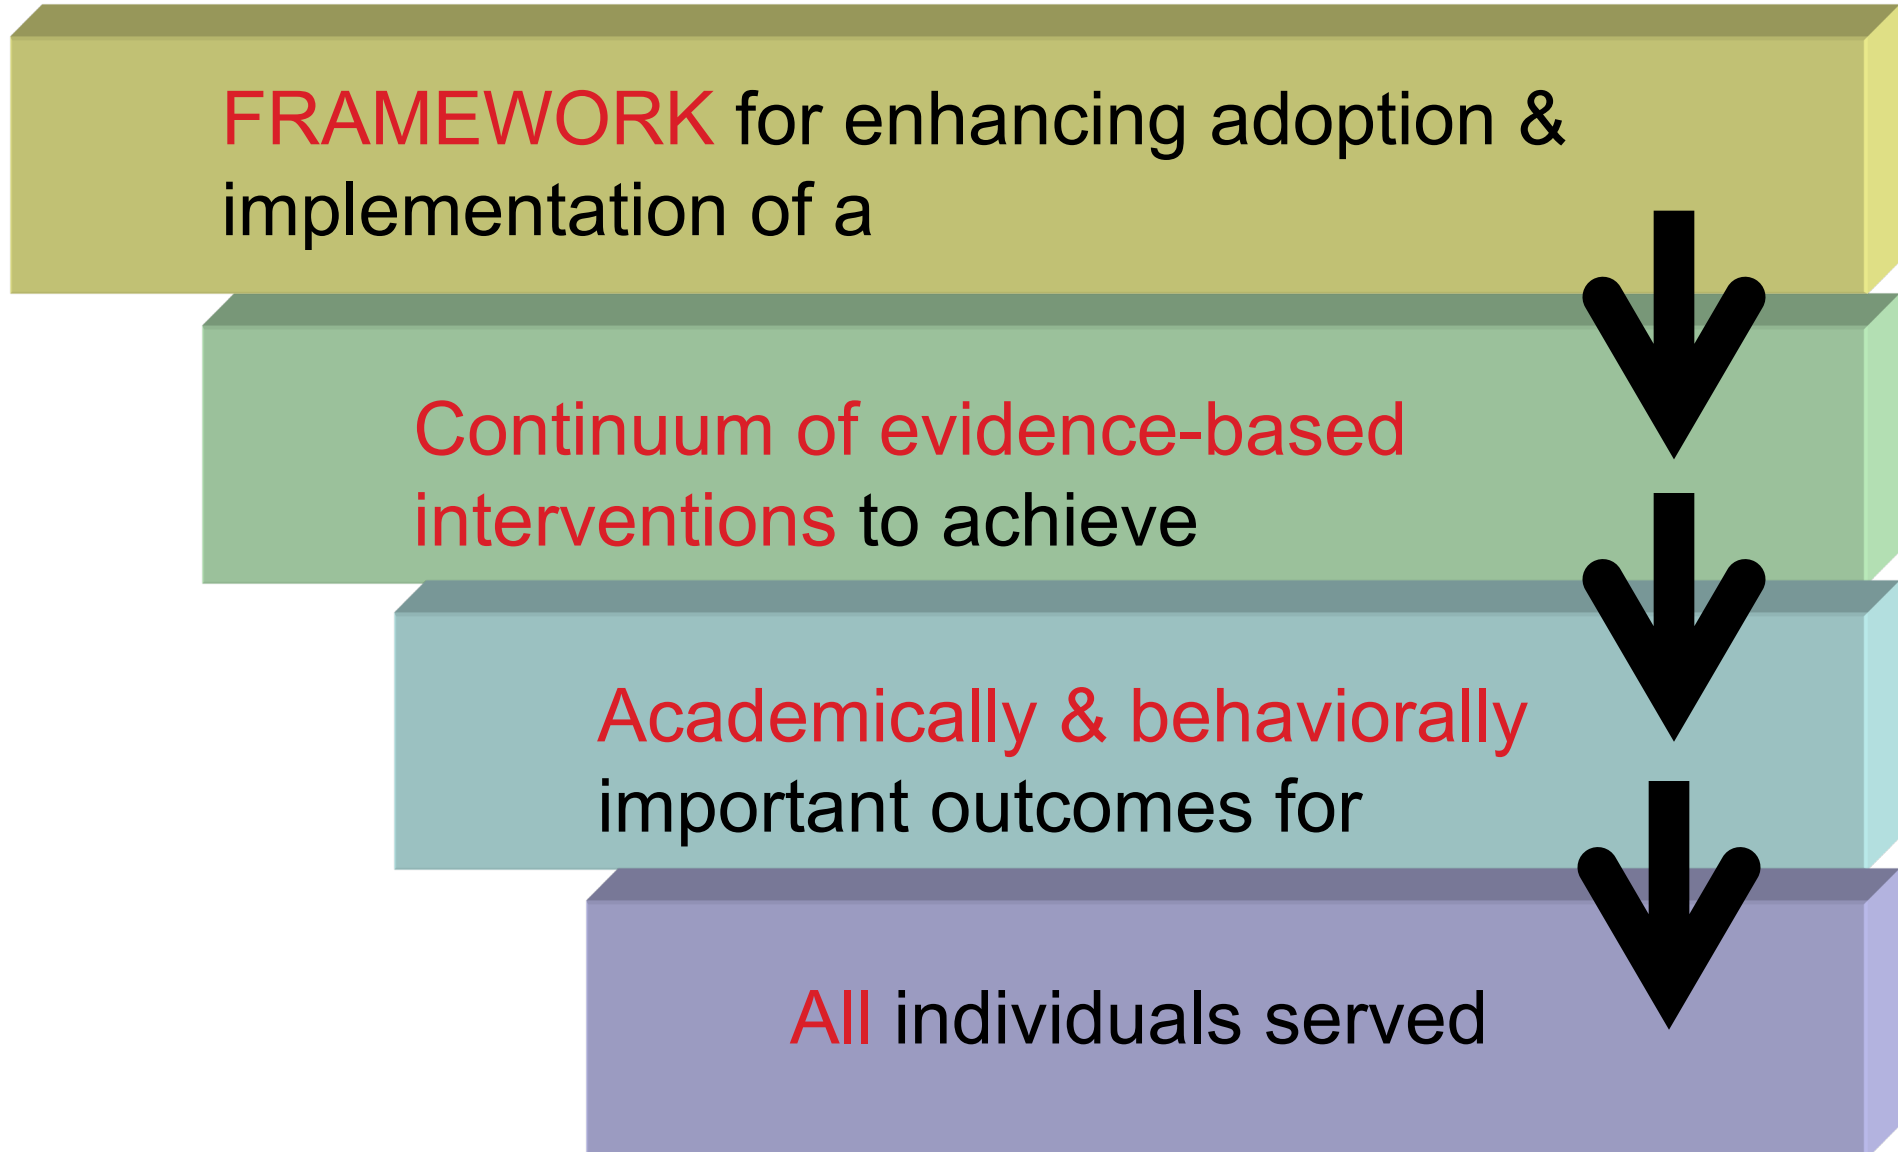 FRAMEWORK for enhancing adoption &
implementation of a
Continuum of evidence-based
interventions to achieve
Academically & behaviorally
important outcomes for
All individuals served